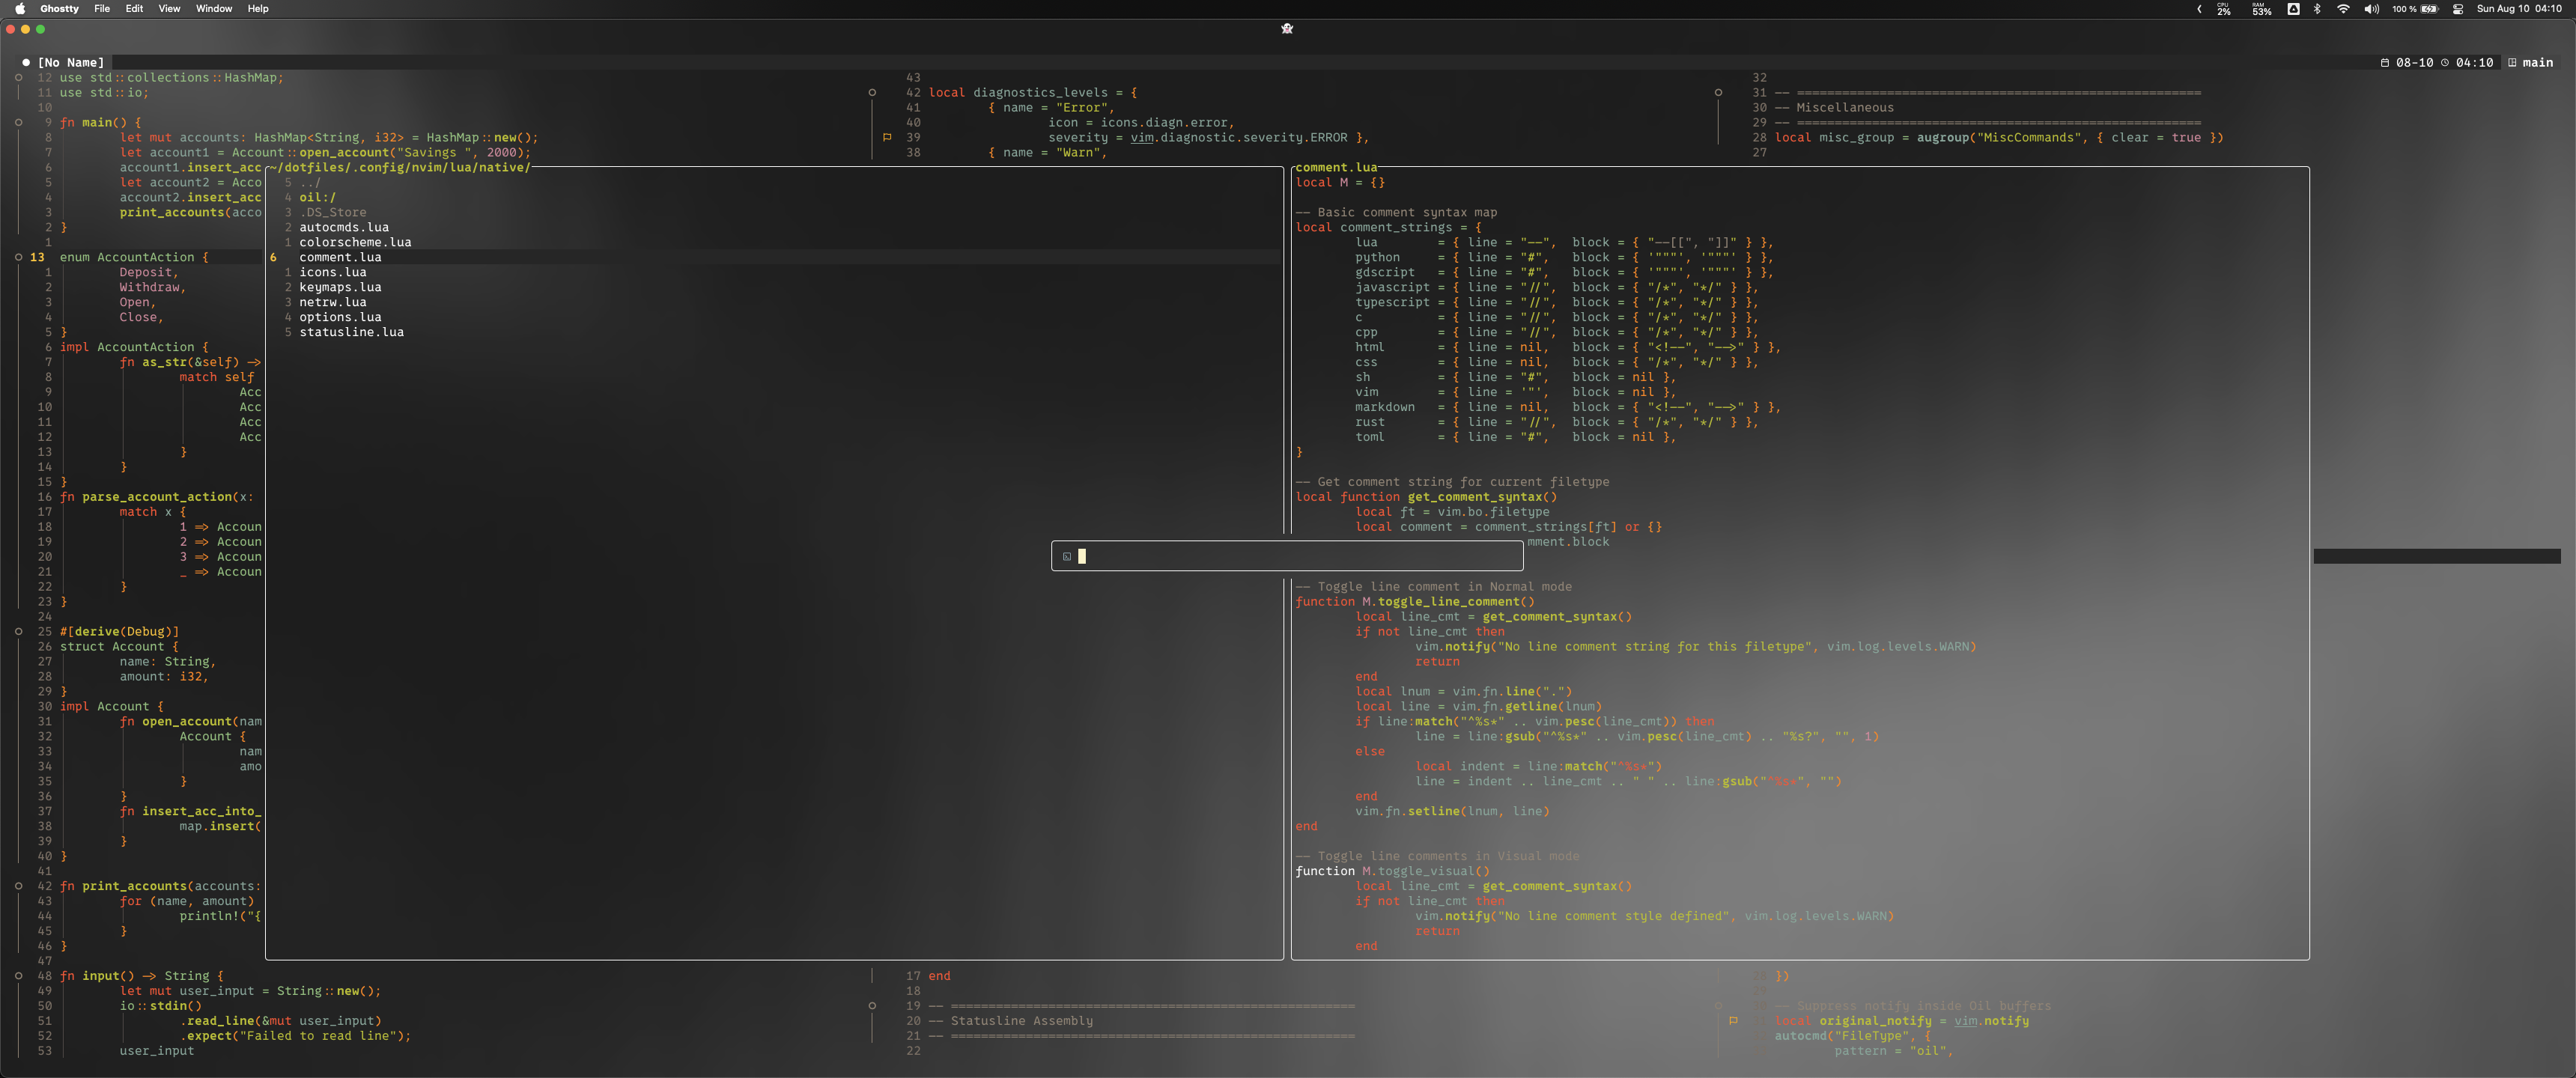 Ghostty File Edit View Window Help
CPU 2% RAM 53% 100 % Sun Aug 10 04:10
[No Name]
08-10 04:10 main
12 use std::collections::HashMap;
11 use std::io;
10
9 fn main() {
8 let mut accounts: HashMap<String, i32> = HashMap::new();
7 let account1 = Account::open_account("Savings ", 2000);
6 account1.insert_acc
5 let account2 = Acco
4 account2.insert_acc
3 print_accounts(acco
2 }
1
13 enum AccountAction {
1 Deposit,
2 Withdraw,
3 Open,
4 Close,
5 }
6 impl AccountAction {
7 fn as_str(&self) ->
8 match self
9 Acc
10 Acc
11 Acc
12 Acc
13 }
14 }
15 }
16 fn parse_account_action(x:
17 match x {
18 1 => Accoun
19 2 => Accoun
20 3 => Accoun
21 _ => Accoun
22 }
23 }
24
25 #[derive(Debug)]
26 struct Account {
27 name: String,
28 amount: i32,
29 }
30 impl Account {
31 fn open_account(nam
32 Account {
33 nam
34 amo
35 }
36 }
37 fn insert_acc_into_
38 map.insert(
39 }
40 }
41
42 fn print_accounts(accounts:
43 for (name, amount)
44 println!("{
45 }
46 }
47
48 fn input() -> String {
49 let mut user_input = String::new();
50 io::stdin()
51 .read_line(&mut user_input)
52 .expect("Failed to read line");
53 user_input
43
42 local diagnostics_levels = {
41 { name = "Error",
40 icon = icons.diagn.error,
39 severity = vim.diagnostic.severity.ERROR },
38 { name = "Warn",
32
31 -- ======================================================
30 -- Miscellaneous
29 -- ======================================================
28 local misc_group = augroup("MiscCommands", { clear = true })
27
~/dotfiles/.config/nvim/lua/native/
5 ../
4 oil:/
3 .DS_Store
2 autocmds.lua
1 colorscheme.lua
6 comment.lua
1 icons.lua
2 keymaps.lua
3 netrw.lua
4 options.lua
5 statusline.lua
comment.lua
local M = {}
-- Basic comment syntax map
local comment_strings = {
lua = { line = "--", block = { "--[[", "]]" } },
python = { line = "#", block = { '"""', '"""' } },
gdscript = { line = "#", block = { '"""', '"""' } },
javascript = { line = "//", block = { "/*", "*/" } },
typescript = { line = "//", block = { "/*", "*/" } },
c = { line = "//", block = { "/*", "*/" } },
cpp = { line = "//", block = { "/*", "*/" } },
html = { line = nil, block = { "<!--", "-->" } },
css = { line = nil, block = { "/*", "*/" } },
sh = { line = "#", block = nil },
vim = { line = '"', block = nil },
markdown = { line = nil, block = { "<!--", "-->" } },
rust = { line = "//", block = { "/*", "*/" } },
toml = { line = "#", block = nil },
}
-- Get comment string for current filetype
local function get_comment_syntax()
local ft = vim.bo.filetype
local comment = comment_strings[ft] or {}
mment.block
-- Toggle line comment in Normal mode
function M.toggle_line_comment()
local line_cmt = get_comment_syntax()
if not line_cmt then
vim.notify("No line comment string for this filetype", vim.log.levels.WARN)
return
end
local lnum = vim.fn.line(".")
local line = vim.fn.getline(lnum)
if line:match("^%s*" .. vim.pesc(line_cmt)) then
line = line:gsub("^%s*" .. vim.pesc(line_cmt) .. "%s?", "", 1)
else
local indent = line:match("^%s*")
line = indent .. line_cmt .. " " .. line:gsub("^%s*", "")
end
vim.fn.setline(lnum, line)
end
-- Toggle line comments in Visual mode
function M.toggle_visual()
local line_cmt = get_comment_syntax()
if not line_cmt then
vim.notify("No line comment style defined", vim.log.levels.WARN)
return
end
17 end
18
19 -- ======================================================
20 -- Statusline Assembly
21 -- ======================================================
22
})
-- Suppress notify inside Oil buffers
local original_notify = vim.notify
autocmd("FileType", {
pattern = "oil",